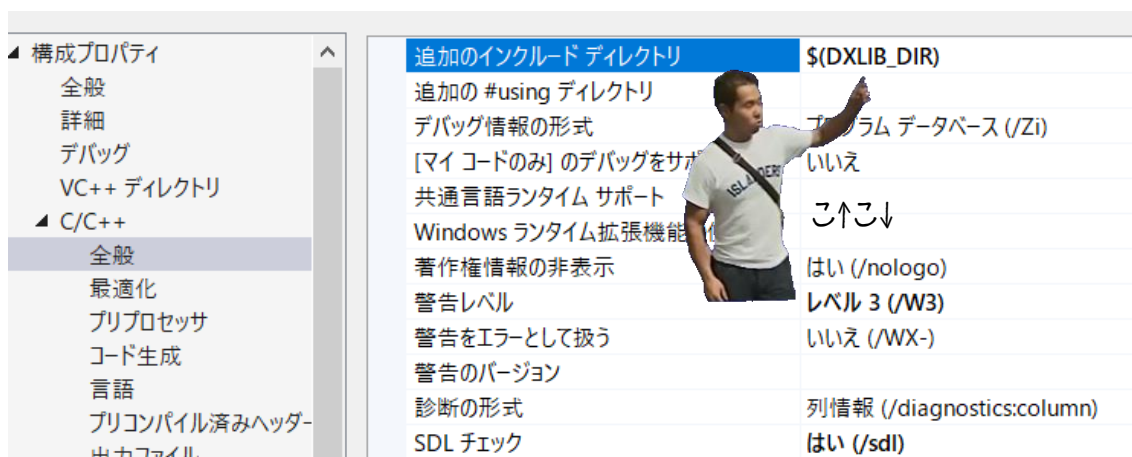 構成プロパティ
全般
詳細
デバッグ
VC++ ディレクトリ
C/C++
全般
最適化
プリプロセッサ
コード生成
言語
プリコンパイル済みヘッダー
出力ファイル
追加のインクルード ディレクトリ $(DXLIB_DIR)
追加の #using ディレクトリ
デバッグ情報の形式 プログラム データベース (/Zi)
[マイ コードのみ] のデバッグをサポ いいえ
共通言語ランタイム サポート
Windows ランタイム拡張機能
こ↑こ↓
著作権情報の非表示 はい (/nologo)
警告レベル レベル 3 (/W3)
警告をエラーとして扱う いいえ (/WX-)
警告のバージョン
診断の形式 列情報 (/diagnostics:column)
SDL チェック はい (/sdl)